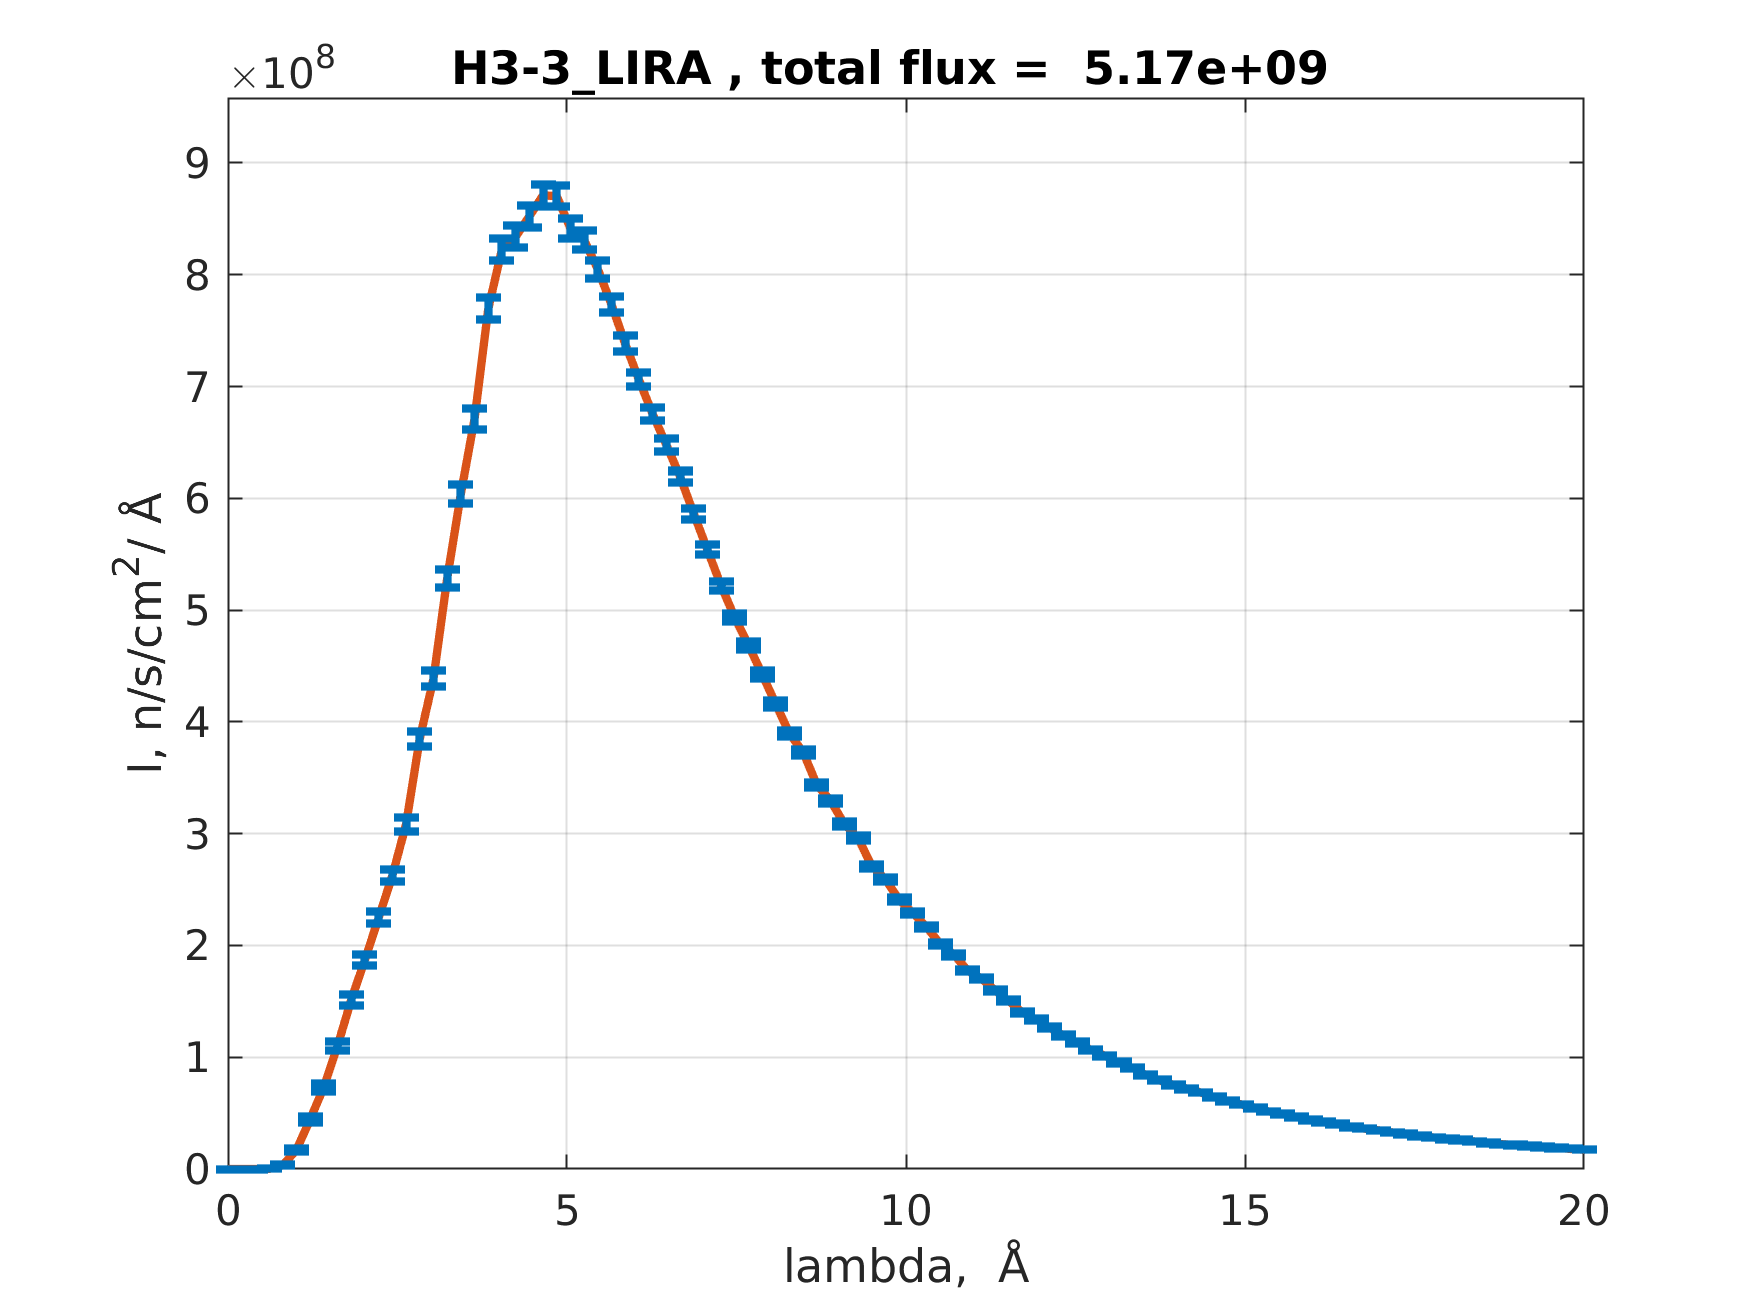 ×10⁸
H3-3_LIRA , total flux = 5.17e+09
I, n/s/cm²/ Å
9
8
7
6
5
4
3
2
1
0
0 5 10 15 20
lambda, Å